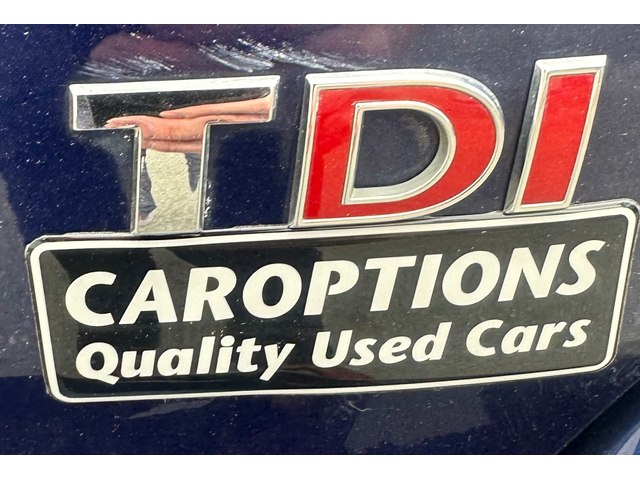 TDI
CAROPTIONS
Quality Used Cars